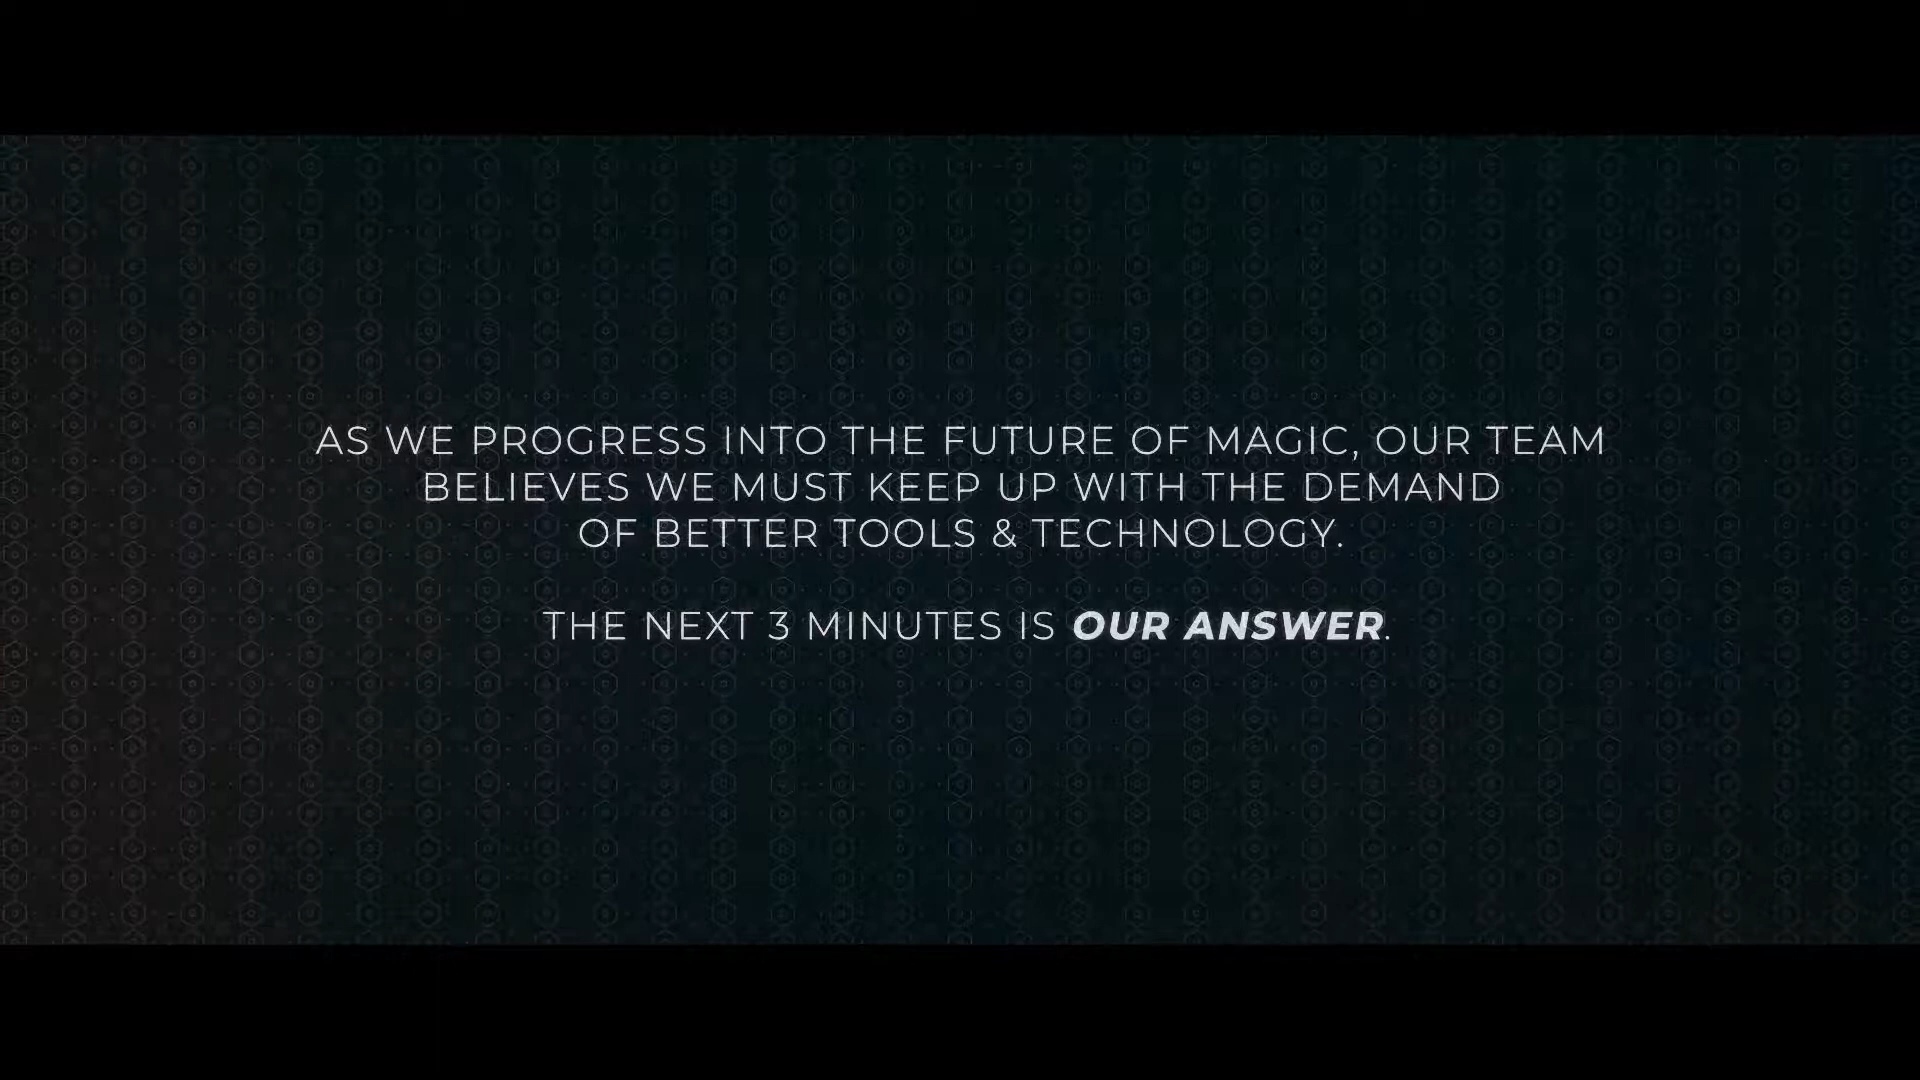 AS WE PROGRESS INTO THE FUTURE OF MAGIC, OUR TEAM
BELIEVES WE MUST KEEP UP WITH THE DEMAND
OF BETTER TOOLS & TECHNOLOGY.
THE NEXT 3 MINUTES IS OUR ANSWER.